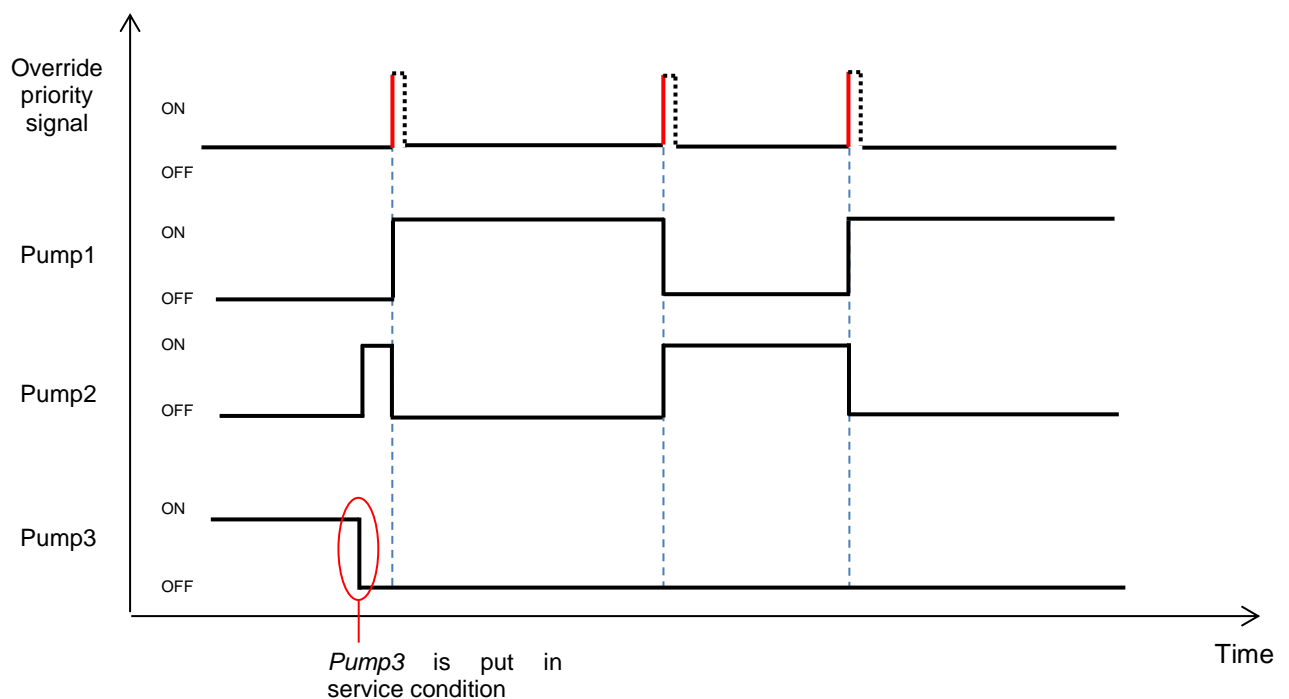 Override
priority
signal
ON
OFF
Pump1
ON
OFF
Pump2
ON
OFF
Pump3
ON
OFF
Time
Pump3 is put in
service condition